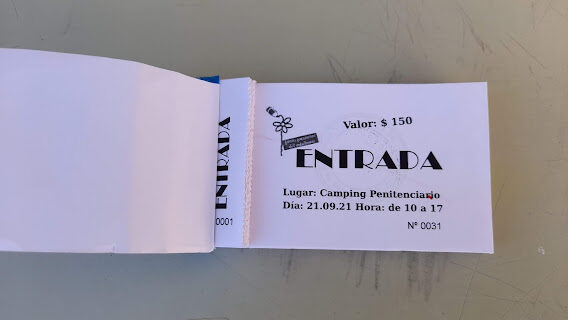 ENTRADA
0001
Valor: $ 150
ENTRADA
Lugar: Camping Penitenciario
Día: 21.09.21 Hora: de 10 a 17
Nº 0031